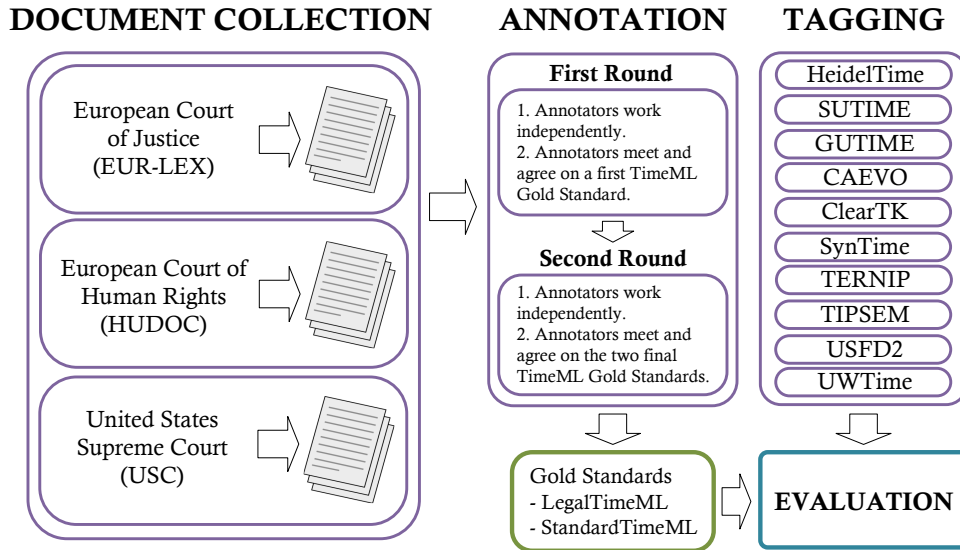 DOCUMENT COLLECTION
European Court
of Justice
(EUR-LEX)
European Court of
Human Rights
(HUDOC)
United States
Supreme Court
(USC)
ANNOTATION
First Round
1. Annotators work
independently.
2. Annotators meet and
agree on a first TimeML
Gold Standard.
Second Round
1. Annotators work
independently.
2. Annotators meet and
agree on the two final
TimeML Gold Standards.
Gold Standards
- LegalTimeML
- StandardTimeML
TAGGING
HeidelTime
SUTIME
GUTIME
CAEVO
ClearTK
SynTime
TERNIP
TIPSEM
USFD2
UWTime
EVALUATION